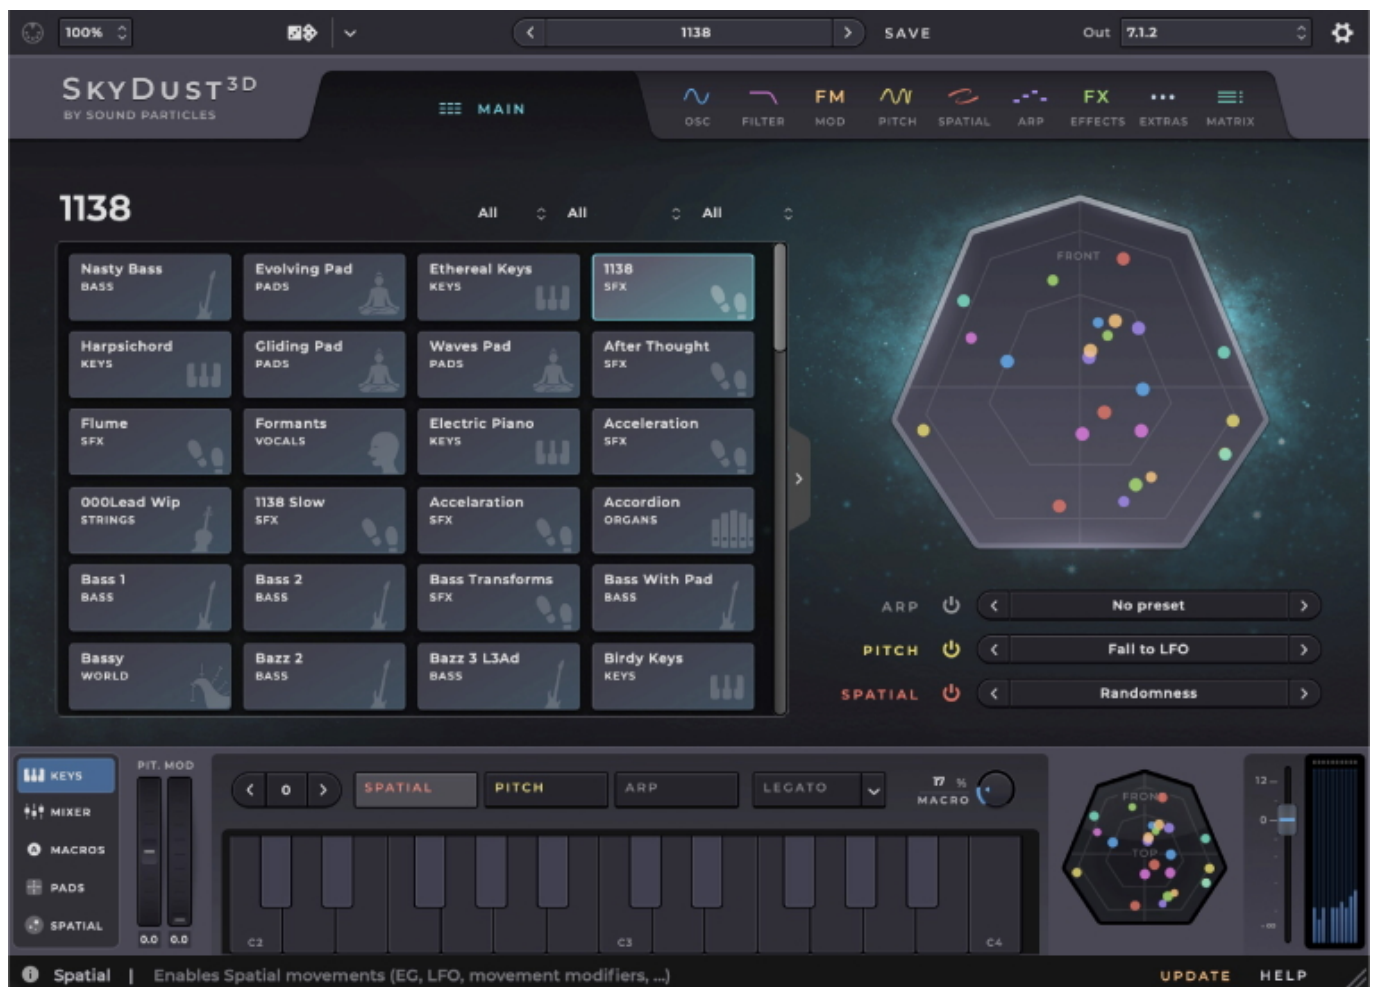 100%
1138
SAVE
Out 7.1.2
SKYDUST3D
BY SOUND PARTICLES
MAIN
OSC
FILTER
FM
MOD
PITCH
SPATIAL
ARP
FX
EFFECTS
EXTRAS
MATRIX
1138
All All All
Nasty Bass
BASS
Evolving Pad
PADS
Ethereal Keys
KEYS
1138
SFX
Harpsichord
KEYS
Gliding Pad
PADS
Waves Pad
PADS
After Thought
SFX
Flume
SFX
Formants
VOCALS
Electric Piano
KEYS
Acceleration
SFX
000Lead Wip
STRINGS
1138 Slow
SFX
Accelaration
SFX
Accordion
ORGANS
Bass 1
BASS
Bass 2
BASS
Bass Transforms
SFX
Bass With Pad
BASS
Bassy
WORLD
Bazz 2
BASS
Bazz 3 L3Ad
BASS
Birdy Keys
KEYS
FRONT
ARP No preset
PITCH Fall to LFO
SPATIAL Randomness
KEYS
MIXER
MACROS
PADS
SPATIAL
PIT. MOD
0.0 0.0
0
SPATIAL
PITCH
ARP
LEGATO
17 %
MACRO
C2
C3
C4
FRONT
TOP
12
0
-∞
Spatial | Enables Spatial movements (EG, LFO, movement modifiers, ...)
UPDATE
HELP